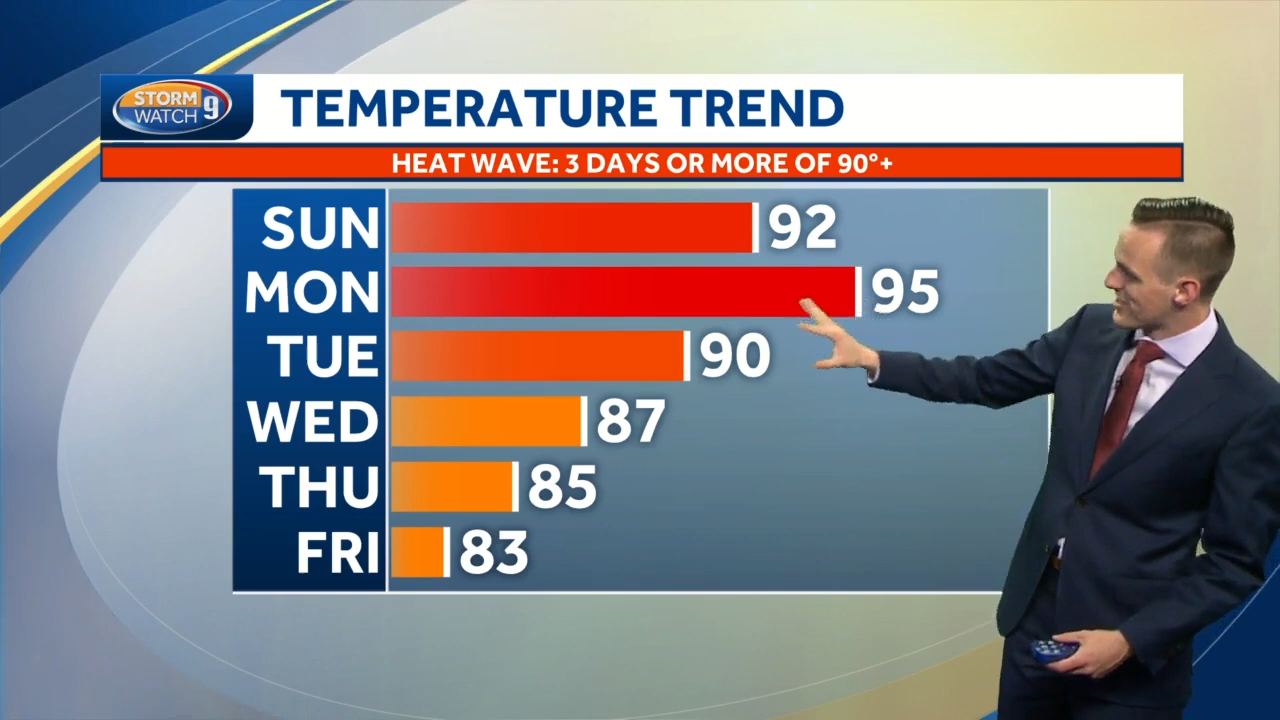 STORM
WATCH 9
TEMPERATURE TREND
HEAT WAVE: 3 DAYS OR MORE OF 90°+
SUN 92
MON 95
TUE 90
WED 87
THU 85
FRI 83